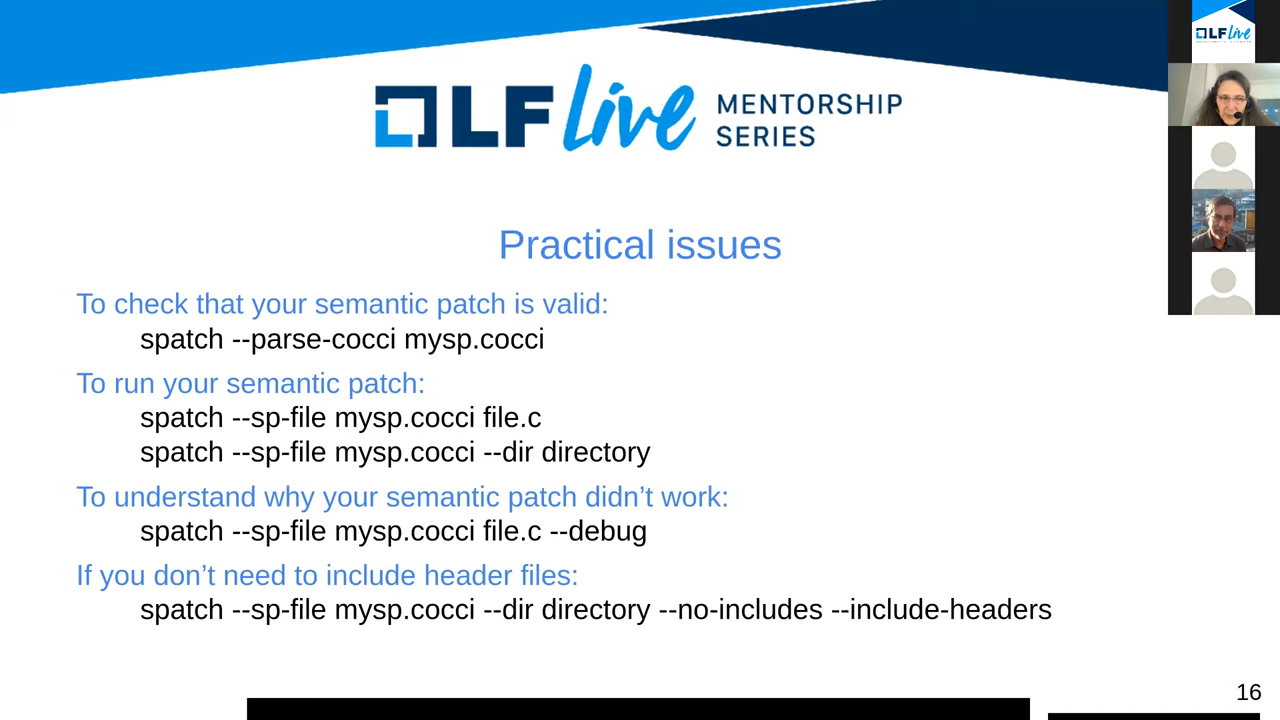 LF Live MENTORSHIP
SERIES
LF Live
Practical issues
To check that your semantic patch is valid:
spatch --parse-cocci mysp.cocci
To run your semantic patch:
spatch --sp-file mysp.cocci file.c
spatch --sp-file mysp.cocci --dir directory
To understand why your semantic patch didn’t work:
spatch --sp-file mysp.cocci file.c --debug
If you don’t need to include header files:
spatch --sp-file mysp.cocci --dir directory --no-includes --include-headers
16